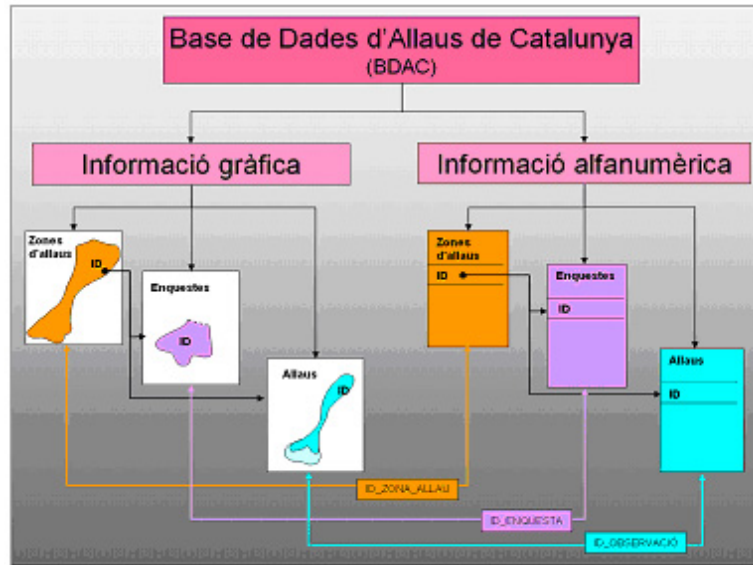 Base de Dades d'Allaus de Catalunya
(BDAC)
Informació gràfica
Informació alfanumèrica
Zones
d'allaus
ID
Enquestes
ID
Allaus
ID
Zones
d'allaus
ID
Enquestes
ID
Allaus
ID
ID_ZONA_ALLAU
ID_ENQUESTA
ID_OBSERVACIÓ